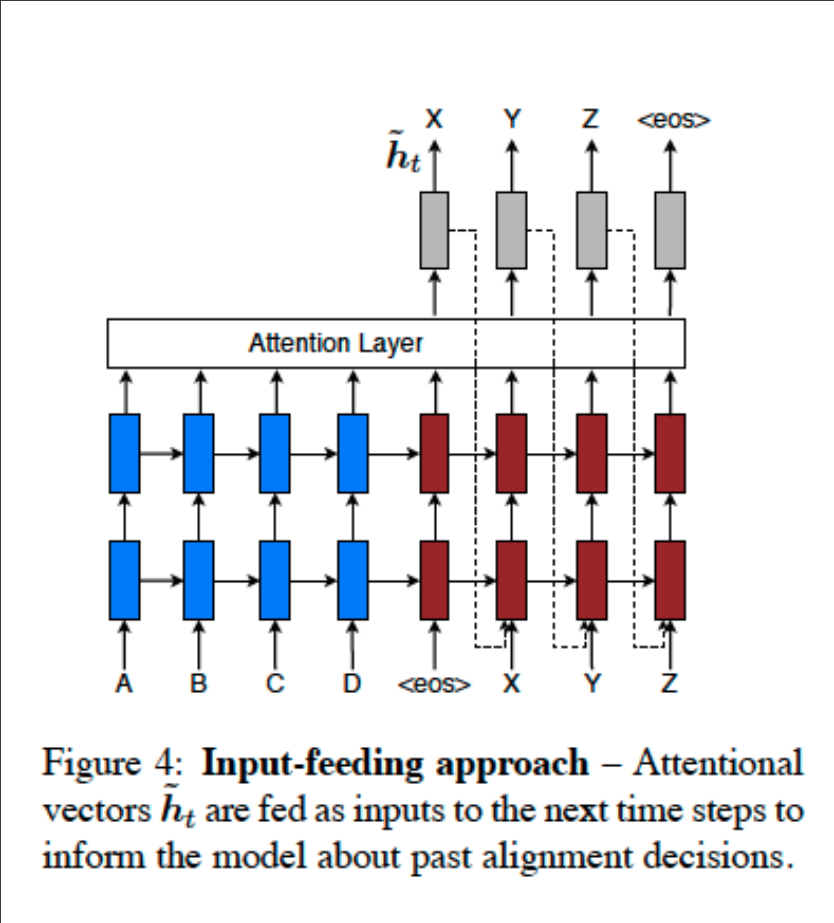 X Y Z <eos>
h̃t
Attention Layer
A B C D <eos> X Y Z
Figure 4: Input-feeding approach – Attentional
vectors h̃t are fed as inputs to the next time steps to
inform the model about past alignment decisions.